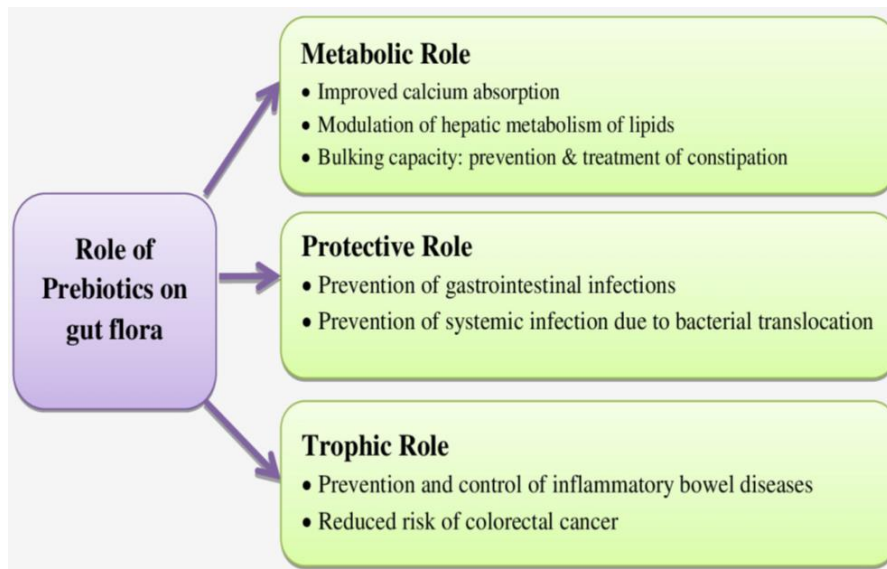 Metabolic Role
• Improved calcium absorption
• Modulation of hepatic metabolism of lipids
• Bulking capacity: prevention & treatment of constipation
Role of
Prebiotics on
gut flora
Protective Role
• Prevention of gastrointestinal infections
• Prevention of systemic infection due to bacterial translocation
Trophic Role
• Prevention and control of inflammatory bowel diseases
• Reduced risk of colorectal cancer